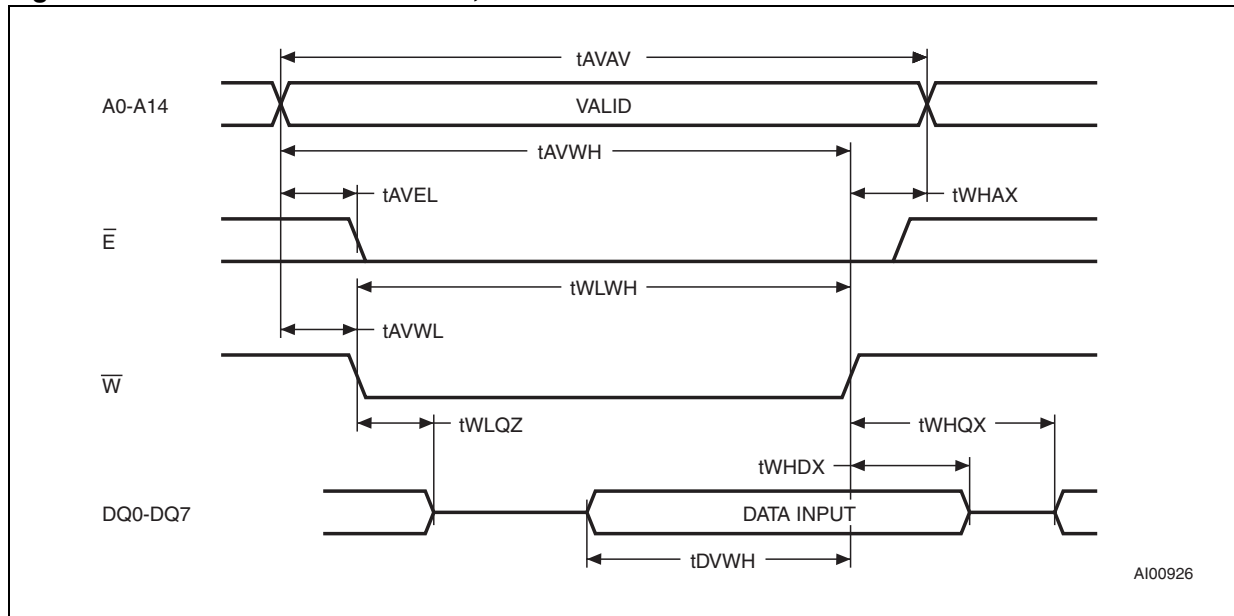 tAVAV
A0-A14
VALID
tAVWH
tAVEL
tWHAX
E̅
tWLWH
tAVWL
W̅
tWLQZ
tWHQX
tWHDX
DQ0-DQ7
DATA INPUT
tDVWH
AI00926